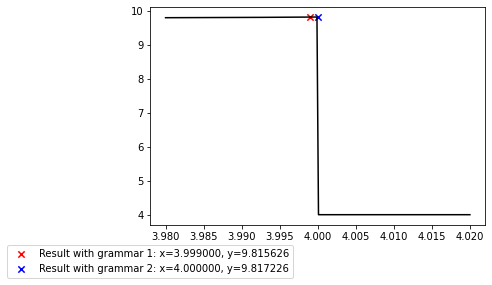 10
9
8
7
6
5
4
3.980 3.985 3.990 3.995 4.000 4.005 4.010 4.015 4.020
Result with grammar 1: x=3.999000, y=9.815626
Result with grammar 2: x=4.000000, y=9.817226